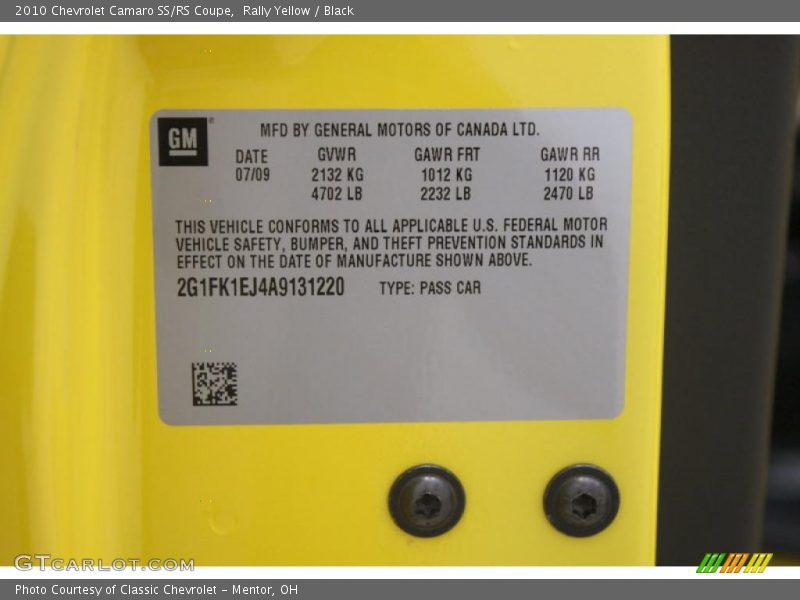 2010 Chevrolet Camaro SS/RS Coupe,  Rally Yellow / Black
GM®
MFD BY GENERAL MOTORS OF CANADA LTD.
DATE GVWR GAWR FRT GAWR RR
07/09 2132 KG 1012 KG 1120 KG
4702 LB 2232 LB 2470 LB
THIS VEHICLE CONFORMS TO ALL APPLICABLE U.S. FEDERAL MOTOR
VEHICLE SAFETY, BUMPER, AND THEFT PREVENTION STANDARDS IN
EFFECT ON THE DATE OF MANUFACTURE SHOWN ABOVE.
2G1FK1EJ4A9131220 TYPE: PASS CAR
GTCARLOT.COM
Photo Courtesy of Classic Chevrolet - Mentor, OH